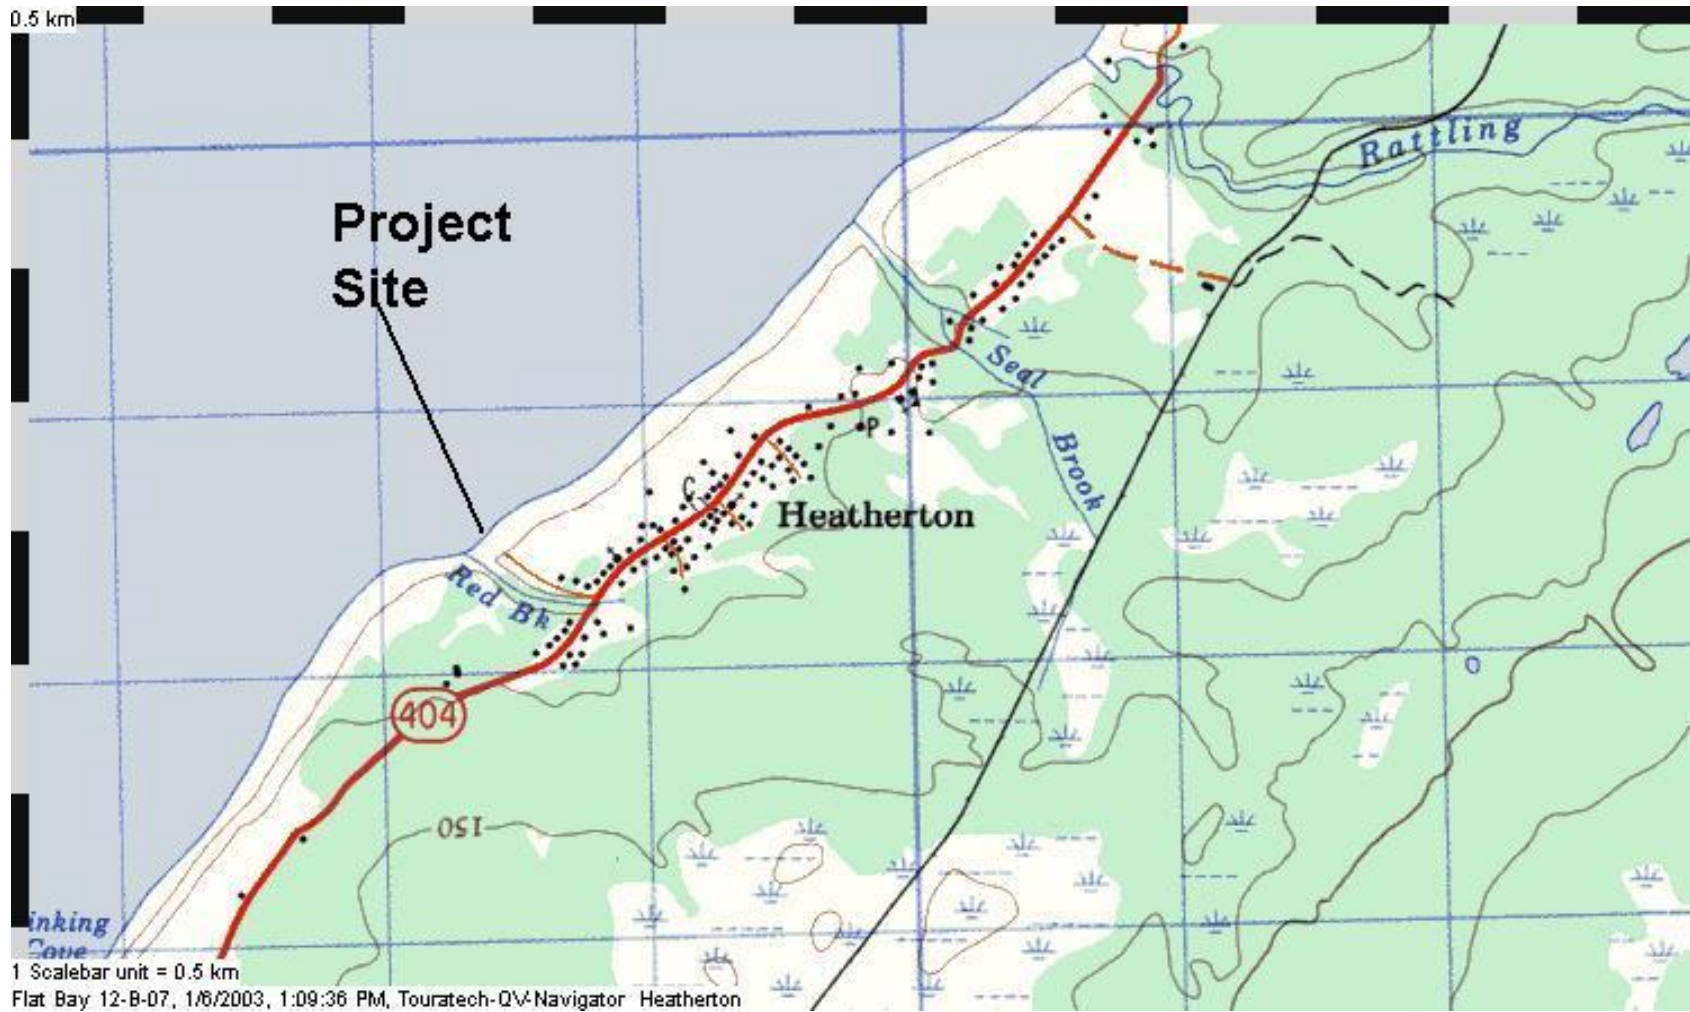 0.5 km
Rattling
Project
Site
Seal
P
Brook
C
Heatherton
Red Bk
404
150
inking
Cove
1 Scalebar unit = 0.5 km
Flat Bay 12-B-07, 1/6/2003, 1:09:36 PM, Touratech-QV-Navigator Heatherton